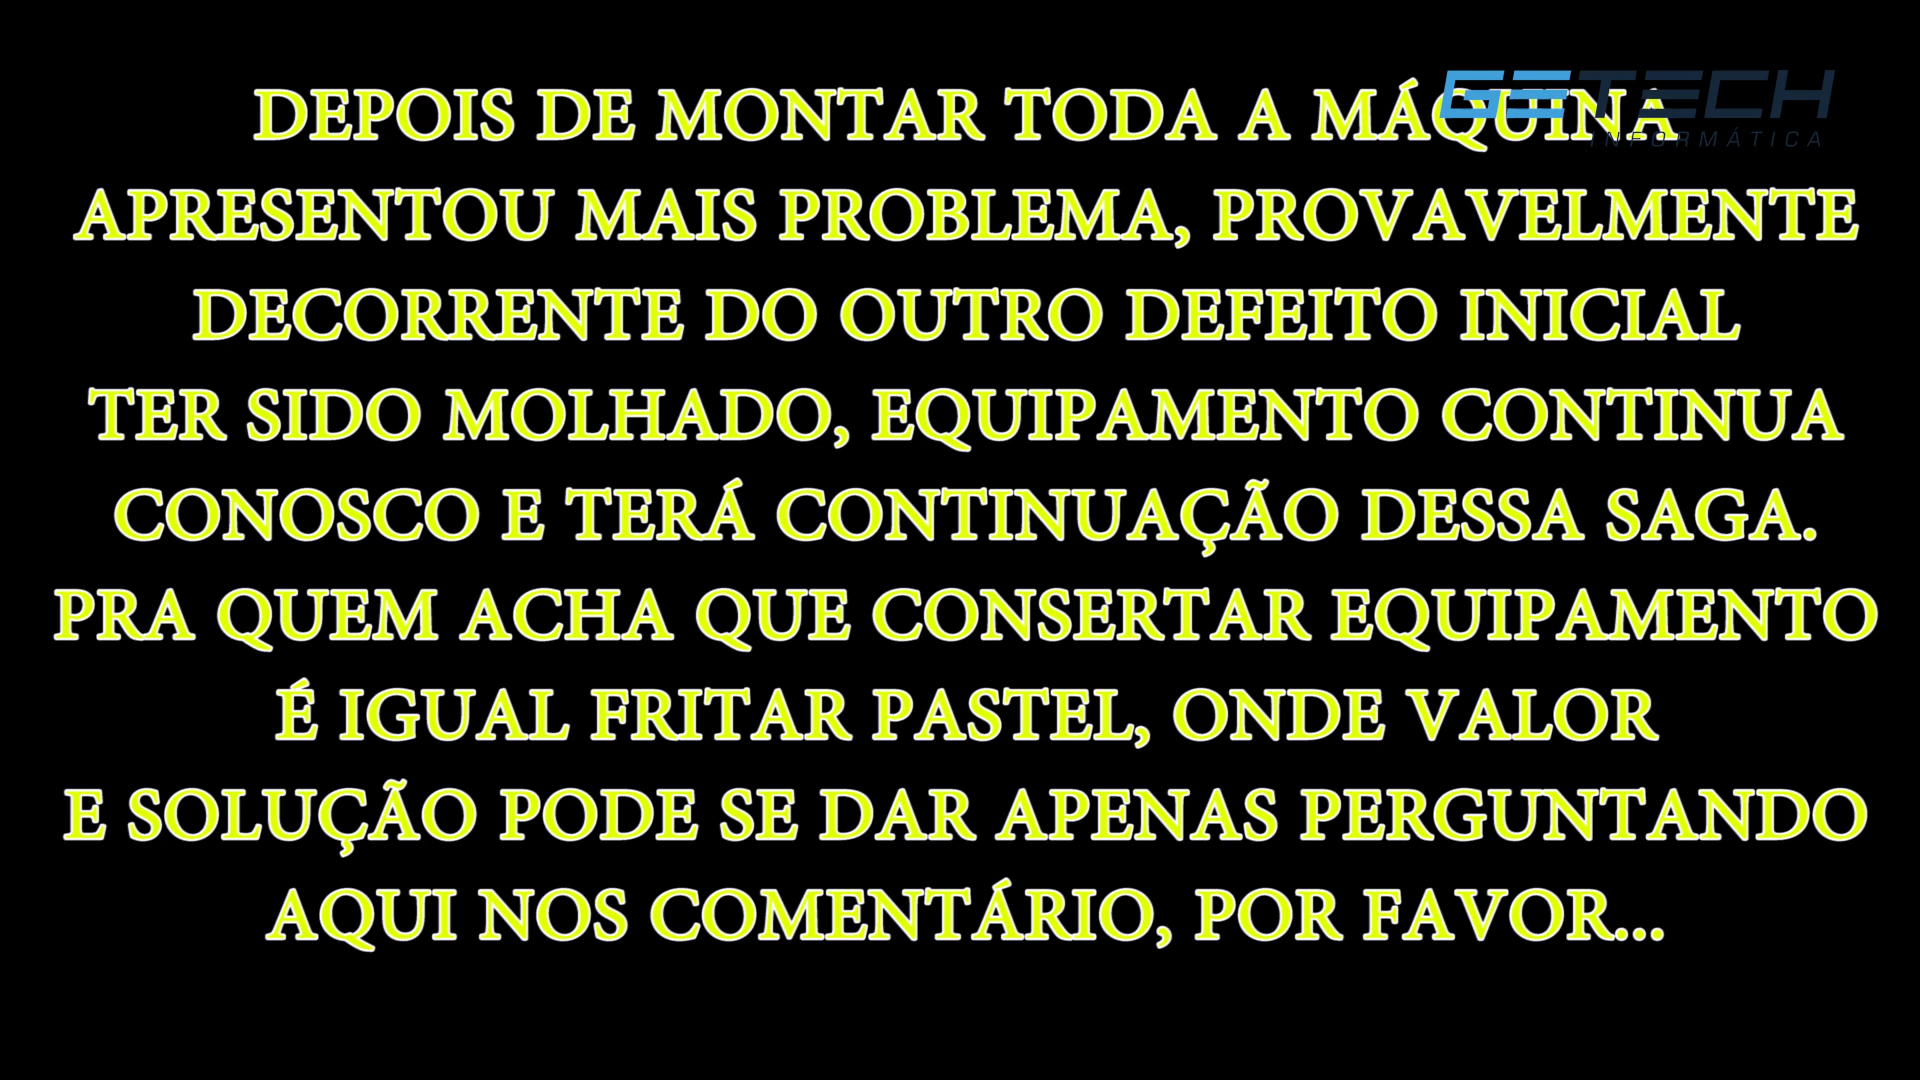 GETECH
INFORMÁTICA
DEPOIS DE MONTAR TODA A MÁQUINA
APRESENTOU MAIS PROBLEMA, PROVAVELMENTE
DECORRENTE DO OUTRO DEFEITO INICIAL
TER SIDO MOLHADO, EQUIPAMENTO CONTINUA
CONOSCO E TERÁ CONTINUAÇÃO DESSA SAGA.
PRA QUEM ACHA QUE CONSERTAR EQUIPAMENTO
É IGUAL FRITAR PASTEL, ONDE VALOR
E SOLUÇÃO PODE SE DAR APENAS PERGUNTANDO
AQUI NOS COMENTÁRIO, POR FAVOR...